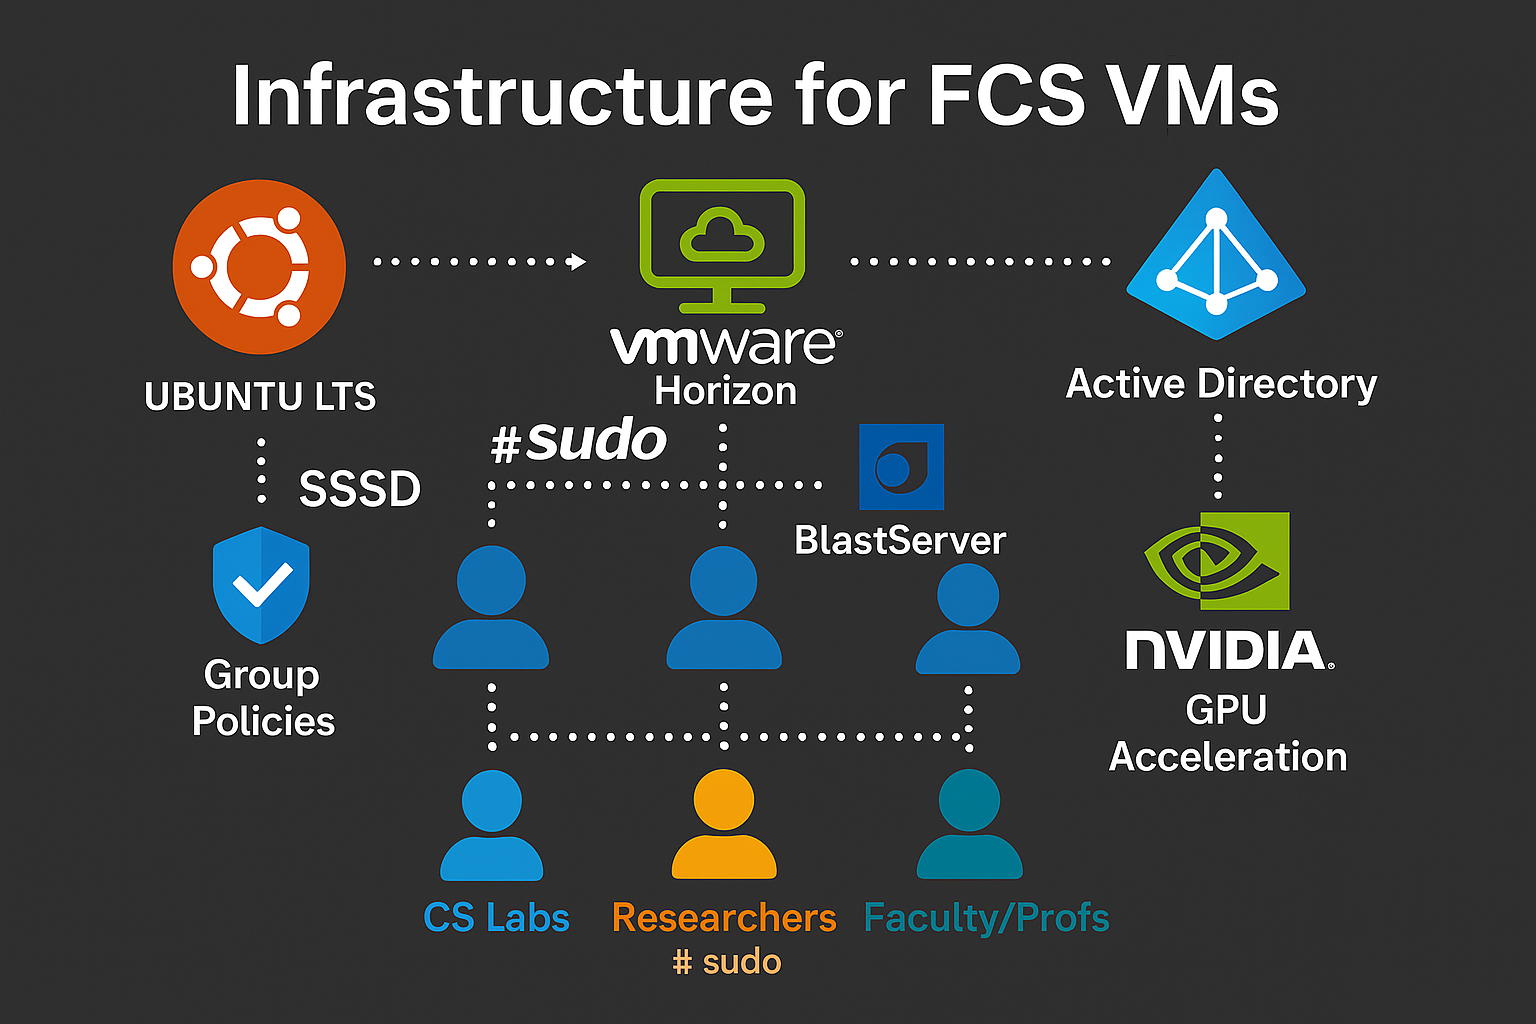 Infrastructure for FCS VMs
UBUNTU LTS
vmware®
Horizon
Active Directory
#sudo
SSSD
BlastServer
Group
Policies
NVIDIA®
GPU
Acceleration
CS Labs
Researchers
# sudo
Faculty/Profs